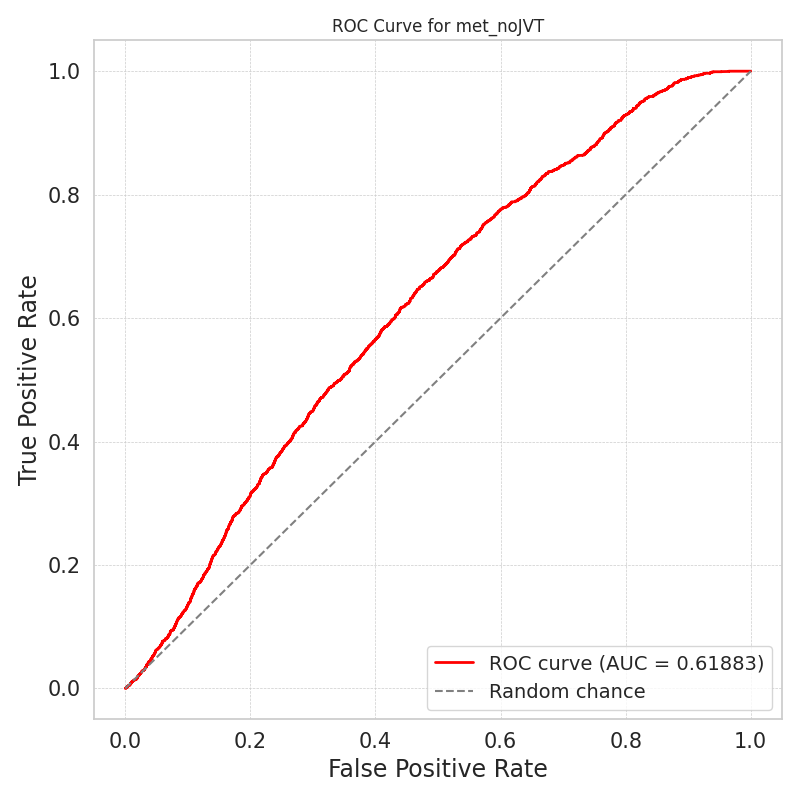 ROC Curve for met_noJVT
1.0
0.8
0.6
0.4
0.2
0.0
True Positive Rate
ROC curve (AUC = 0.61883)
Random chance
0.0 0.2 0.4 0.6 0.8 1.0
False Positive Rate